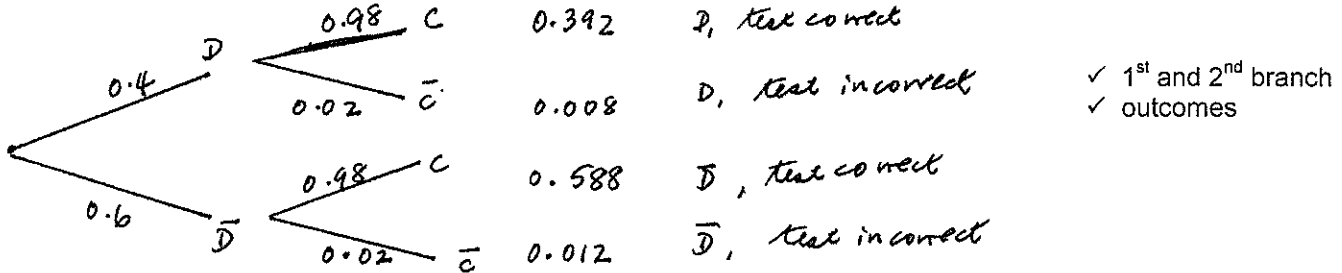 0.98 C 0.392 D, test correct
D
0.4
0.02 C̅ 0.008 D, test incorrect
✓ 1st and 2nd branch
✓ outcomes
0.98 C 0.588 D̅, test correct
0.6
D̅
0.02 c̅ 0.012 D̅, test incorrect